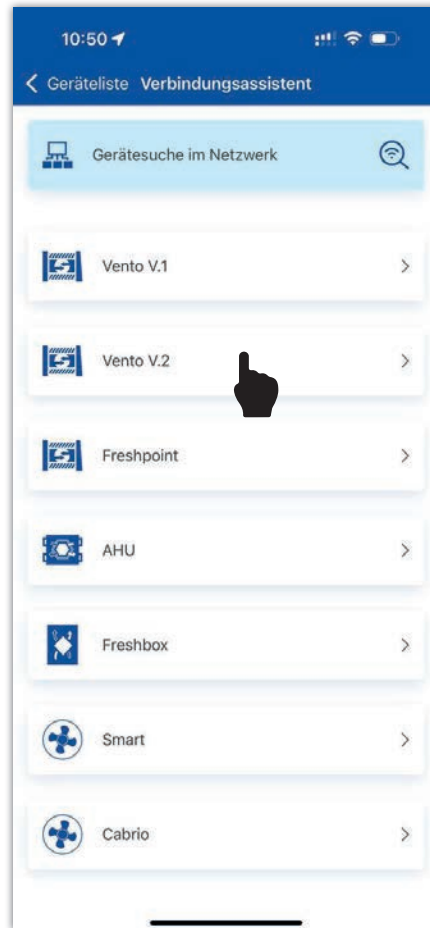 10:50
Geräteliste Verbindungsassistent
Gerätesuche im Netzwerk
Vento V.1
Vento V.2
Freshpoint
AHU
Freshbox
Smart
Cabrio